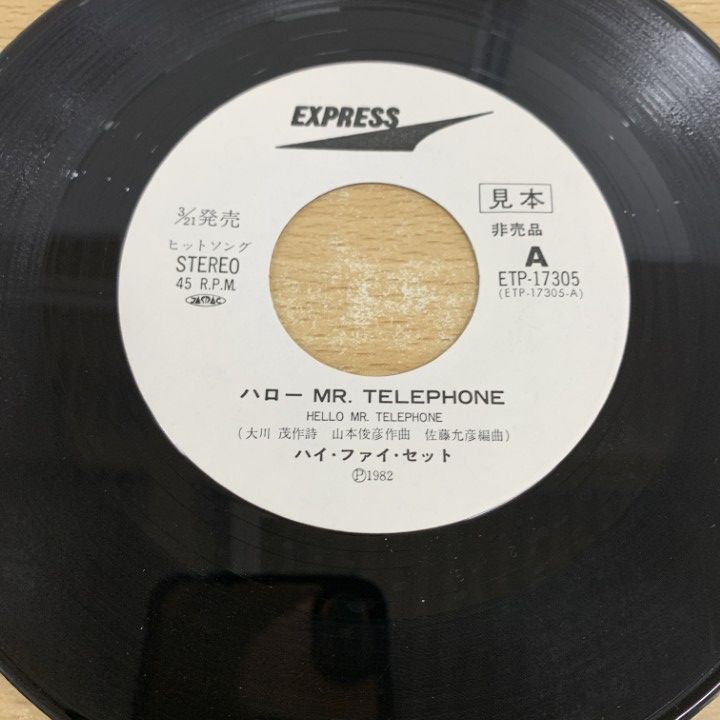 EXPRESS
見本
3/21発売
非売品
ヒットソング
A
STEREO
ETP-17305
45 R.P.M.
(ETP-17305-A)
JASRAC
ハロー MR. TELEPHONE
HELLO MR. TELEPHONE
(大川 茂作詩 山本俊彦作曲 佐藤允彦編曲)
ハイ・ファイ・セット
Ⓟ1982